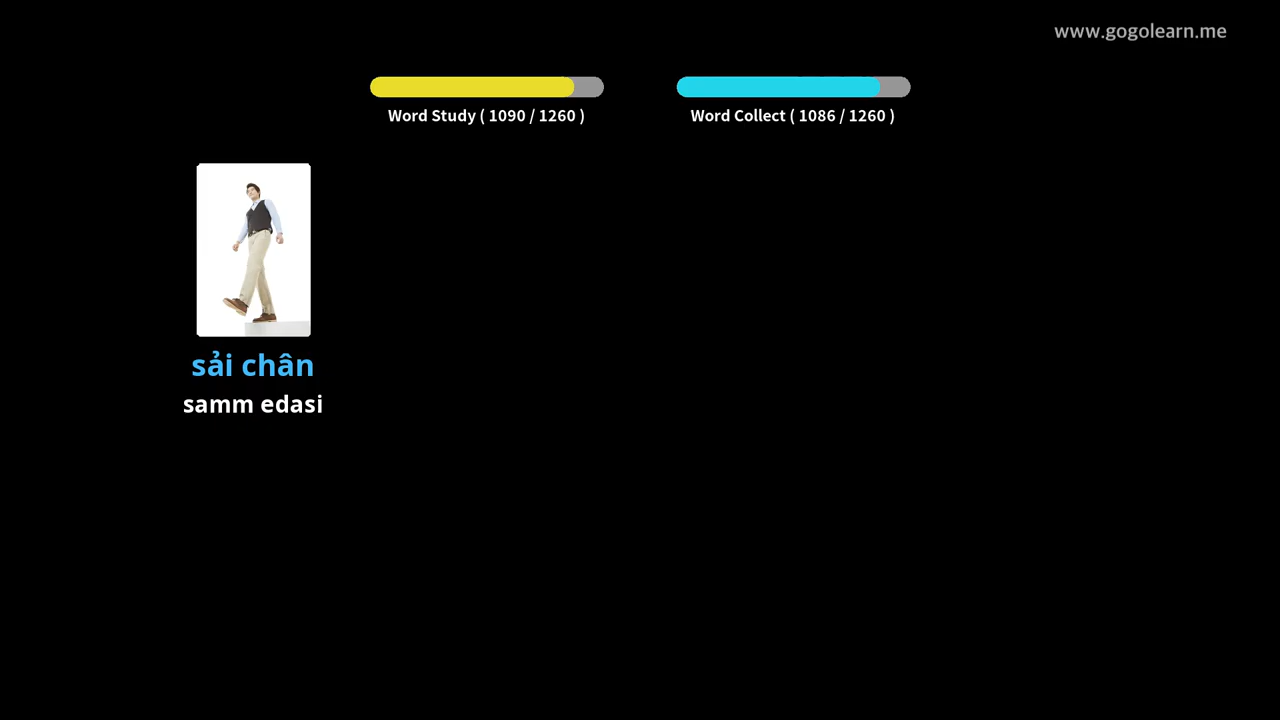 www.gogolearn.me
Word Study ( 1090 / 1260 )
Word Collect ( 1086 / 1260 )
sải chân
samm edasi